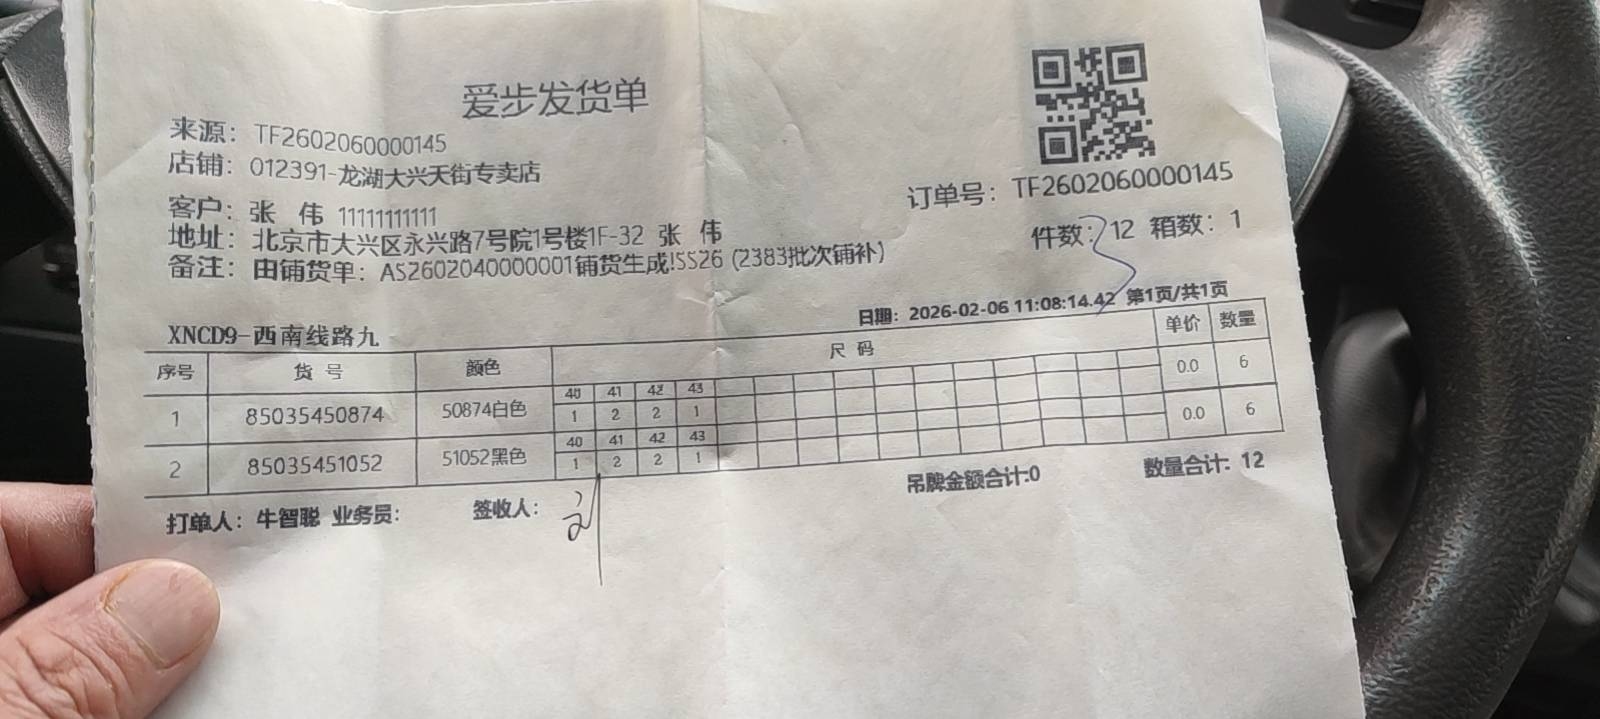 爱步发货单
来源：TF2602060000145
店铺：012391-龙湖大兴天街专卖店
订单号：TF2602060000145
客户：张 伟 11111111111
地址：北京市大兴区永兴路7号院1号楼1F-32 张 伟
件数：12 箱数：1
备注：由铺货单：AS2602040000001铺货生成!SS26 (2383批次铺补)
日期：2026-02-06 11:08:14.42 第1页/共1页
XNCD9-西南线路九
序号 货 号 颜色 尺 码 单价 数量
40 41 42 43
1 85035450874 50874白色 1 2 2 1 0.0 6
40 41 42 43
2 85035451052 51052黑色 1 2 2 1 0.0 6
吊牌金额合计:0 数量合计: 12
打单人：牛智聪 业务员: 签收人: